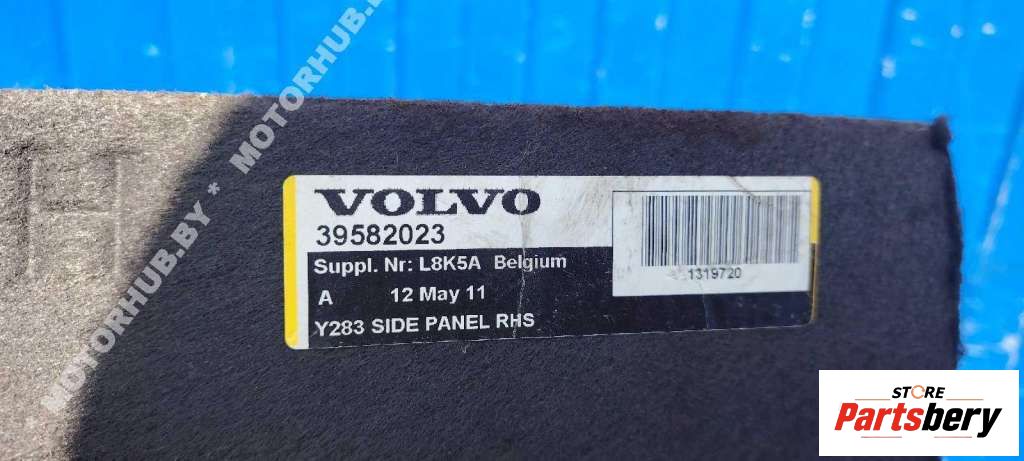 MOTORHUB.BY * MOTORHUB.BY
VOLVO
39582023
Suppl. Nr: L8K5A Belgium
A 12 May 11
Y283 SIDE PANEL RHS
1319720
STORE
Partsbery